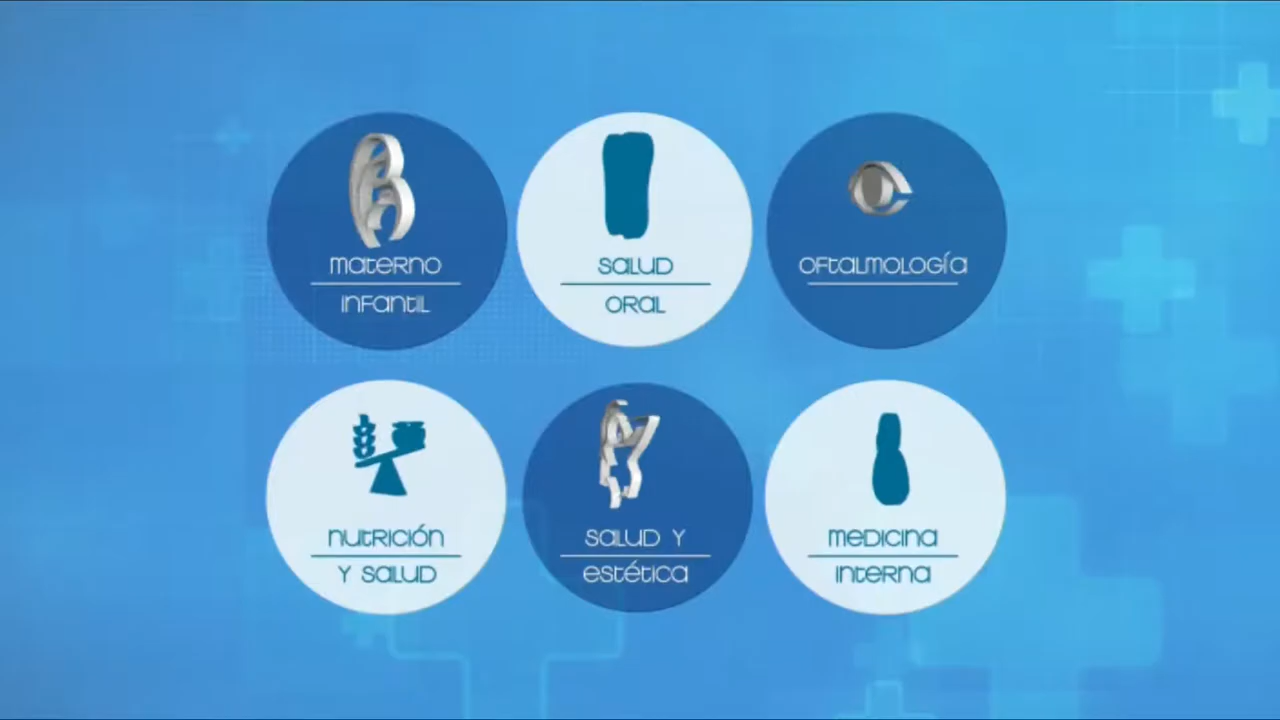 materno
infantil
salud
oral
oftalmología
nutrición
y salud
salud y
estética
medicina
interna